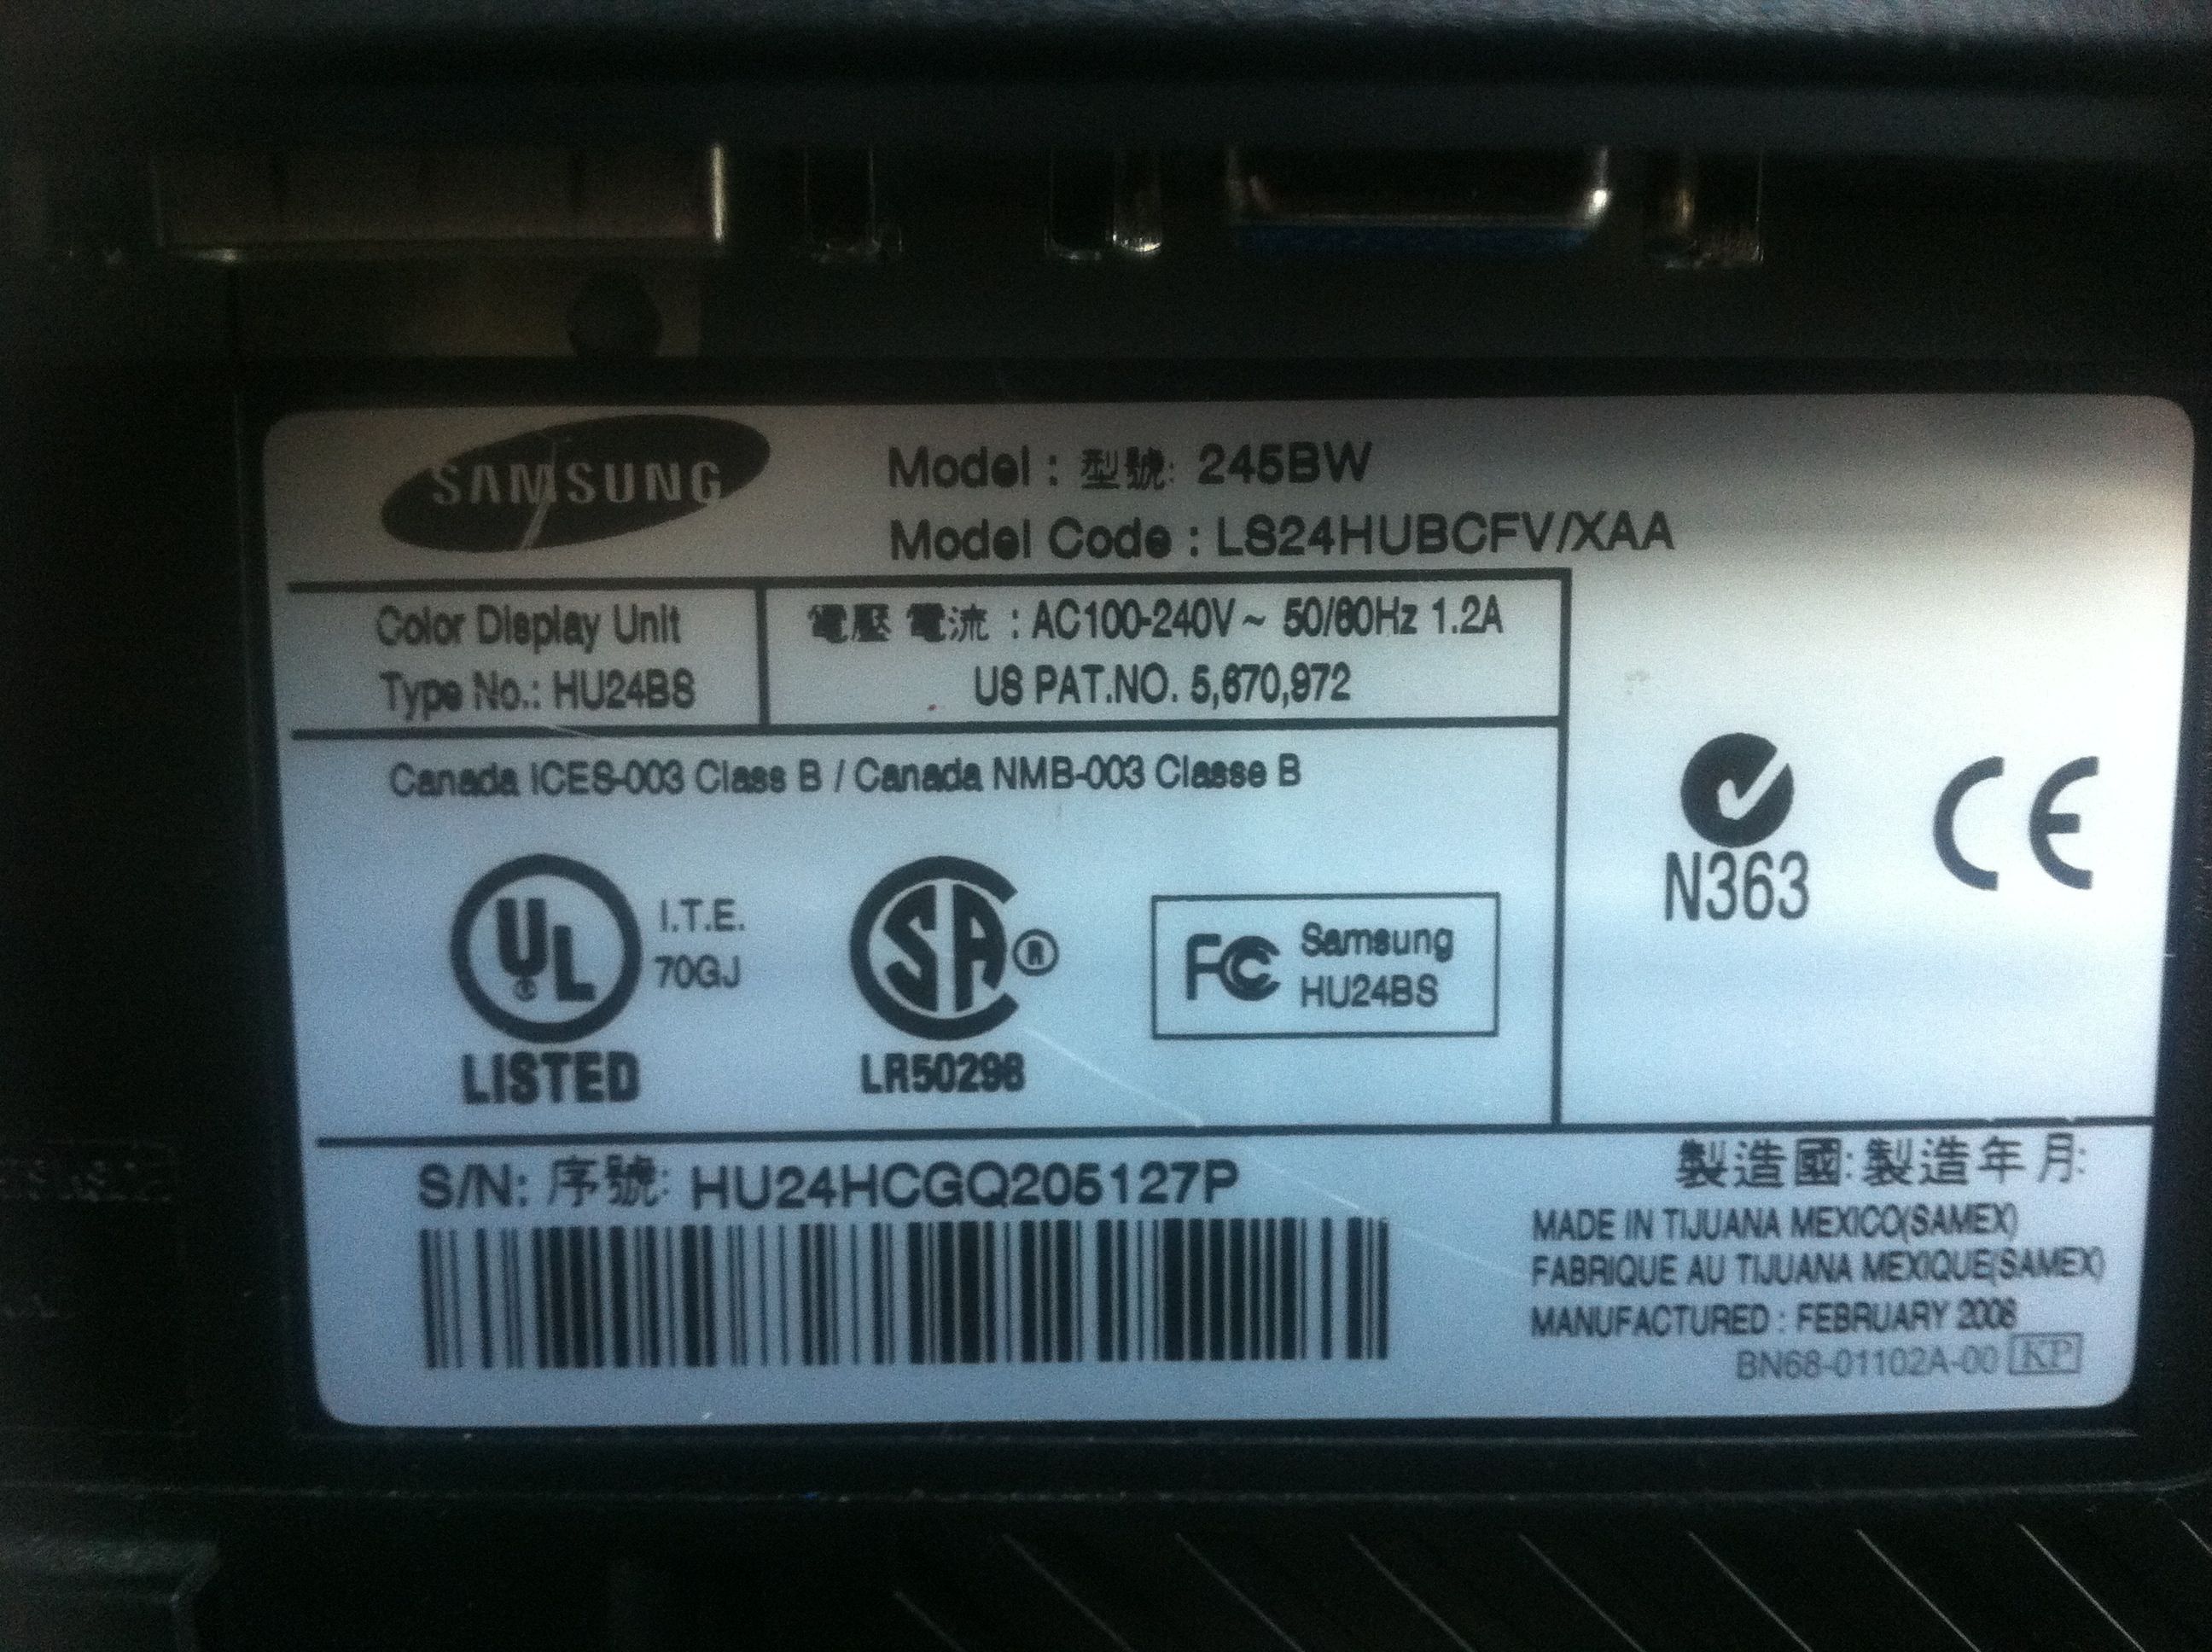 SAMSUNG
Model : 型號: 245BW
Model Code : LS24HUBCFV/XAA
Color Display Unit
Type No.: HU24BS
電壓 電流 : AC100-240V~ 50/60Hz 1.2A
US PAT.NO. 5,670,972
Canada ICES-003 Class B / Canada NMB-003 Classe B
UL
I.T.E.
70GJ
LISTED
SA ®
LR50298
FC
Samsung
HU24BS
N363
CE
S/N: 序號: HU24HCGQ205127P
製造國: 製造年月:
MADE IN TIJUANA MEXICO(SAMEX)
FABRIQUE AU TIJUANA MEXIQUE(SAMEX)
MANUFACTURED : FEBRUARY 2008
BN68-01102A-00 KP